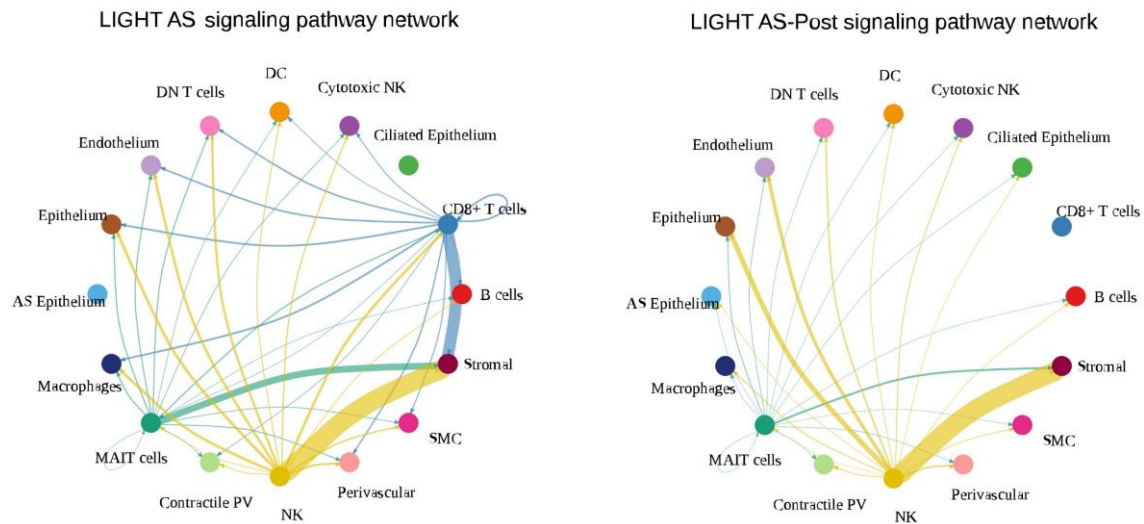 LIGHT AS signaling pathway network
DC
DN T cells
Cytotoxic NK
Endothelium
Ciliated Epithelium
Epithelium
CD8+ T cells
AS Epithelium
B cells
Macrophages
Stromal
MAIT cells
SMC
Contractile PV
Perivascular
NK
LIGHT AS-Post signaling pathway network
DC
DN T cells
Cytotoxic NK
Endothelium
Ciliated Epithelium
Epithelium
CD8+ T cells
AS Epithelium
B cells
Macrophages
Stromal
MAIT cells
SMC
Contractile PV
Perivascular
NK